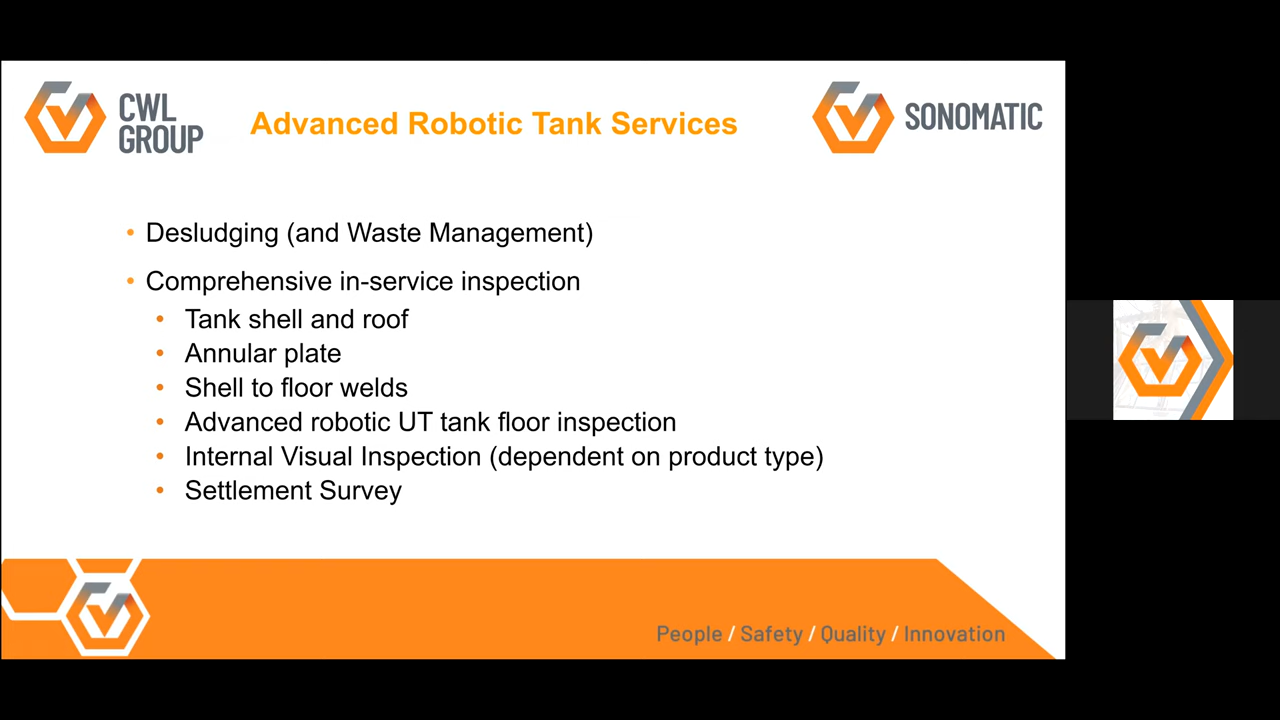 CWL
GROUP
Advanced Robotic Tank Services
SONOMATIC
• Desludging (and Waste Management)
• Comprehensive in-service inspection
• Tank shell and roof
• Annular plate
• Shell to floor welds
• Advanced robotic UT tank floor inspection
• Internal Visual Inspection (dependent on product type)
• Settlement Survey
People / Safety / Quality / Innovation